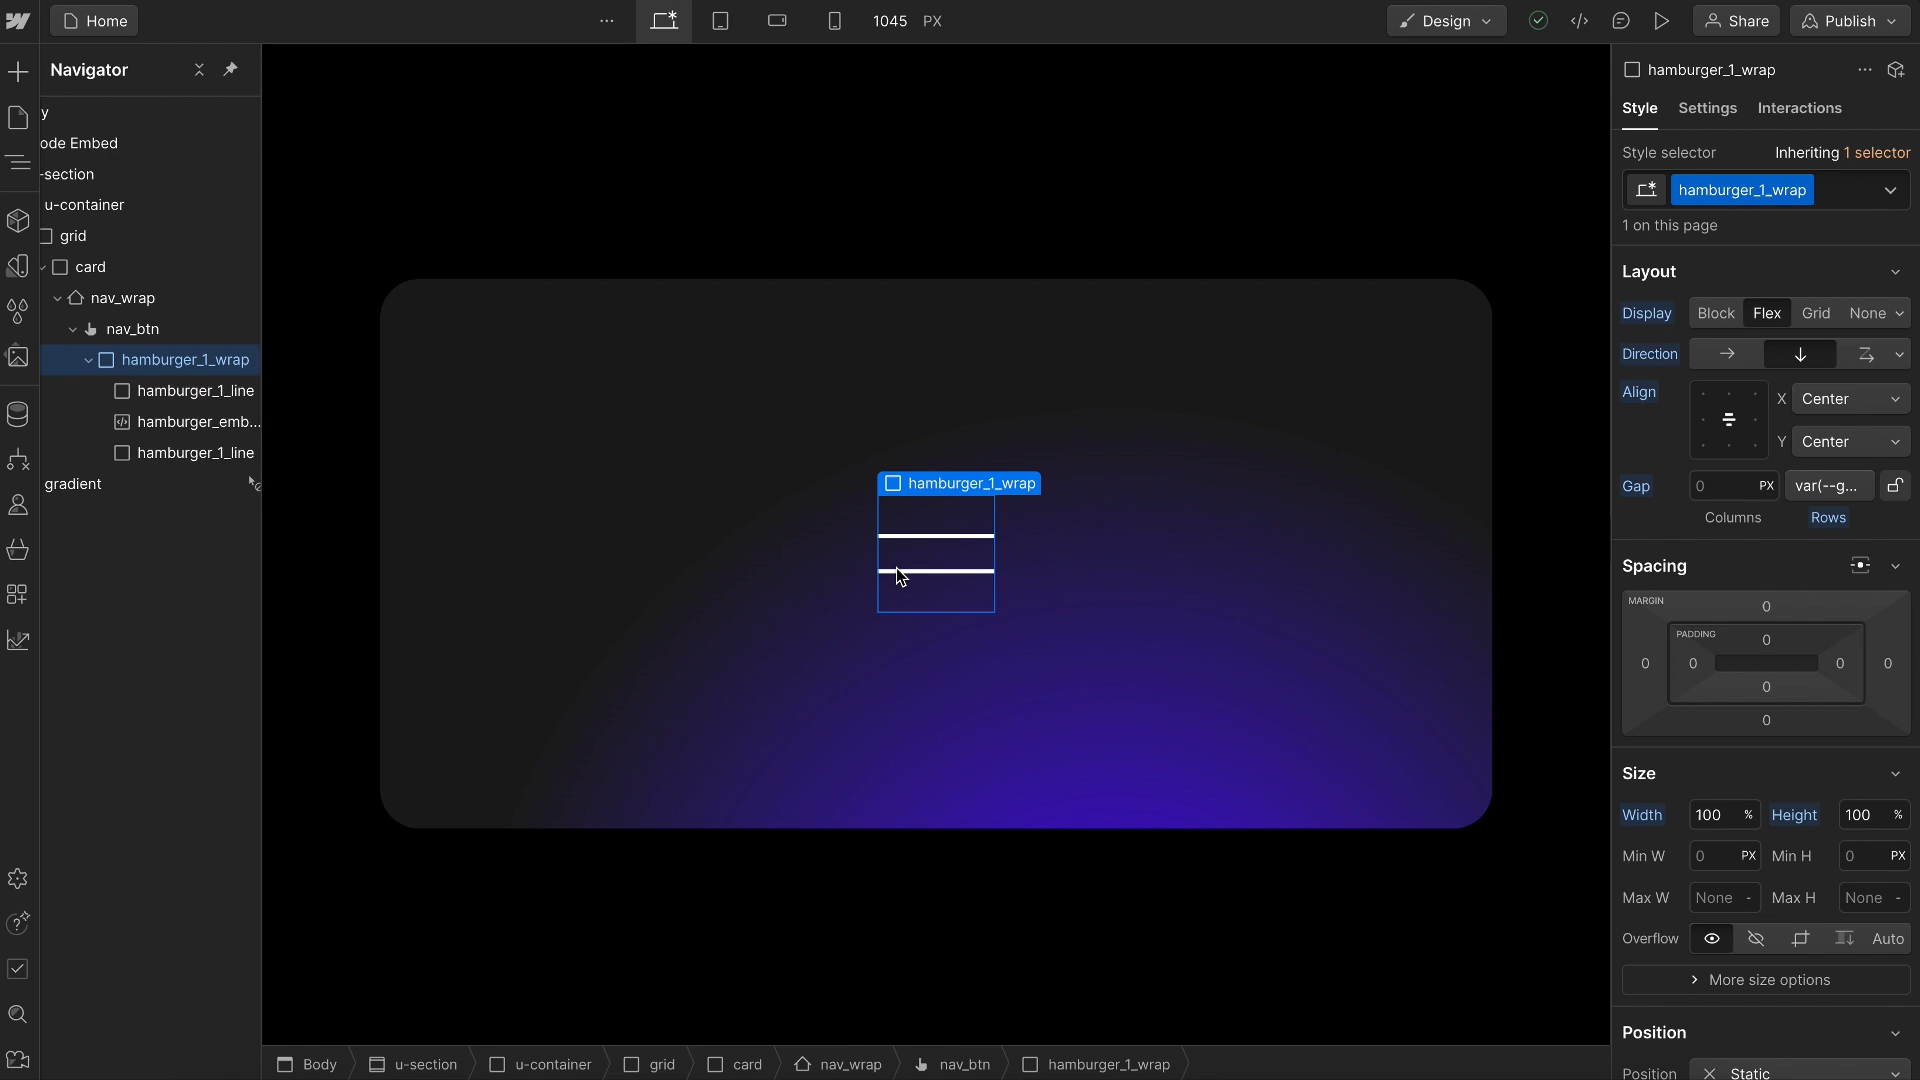 Home
1045 PX
Design
Share
Publish
Navigator
y
ode Embed
-section
u-container
grid
card
nav_wrap
nav_btn
hamburger_1_wrap
hamburger_1_line
hamburger_emb...
hamburger_1_line
gradient
hamburger_1_wrap
hamburger_1_wrap
Style Settings Interactions
Style selector Inheriting 1 selector
hamburger_1_wrap
1 on this page
Layout
Display Block Flex Grid None
Direction
Align X Center
Y Center
Gap 0 PX var(--g...
Columns Rows
Spacing
MARGIN 0
PADDING 0
0 0 0 0
0
0
Size
Width 100 % Height 100 %
Min W 0 PX Min H 0 PX
Max W None - Max H None -
Overflow Auto
More size options
Position
Position Static
Body u-section u-container grid card nav_wrap nav_btn hamburger_1_wrap